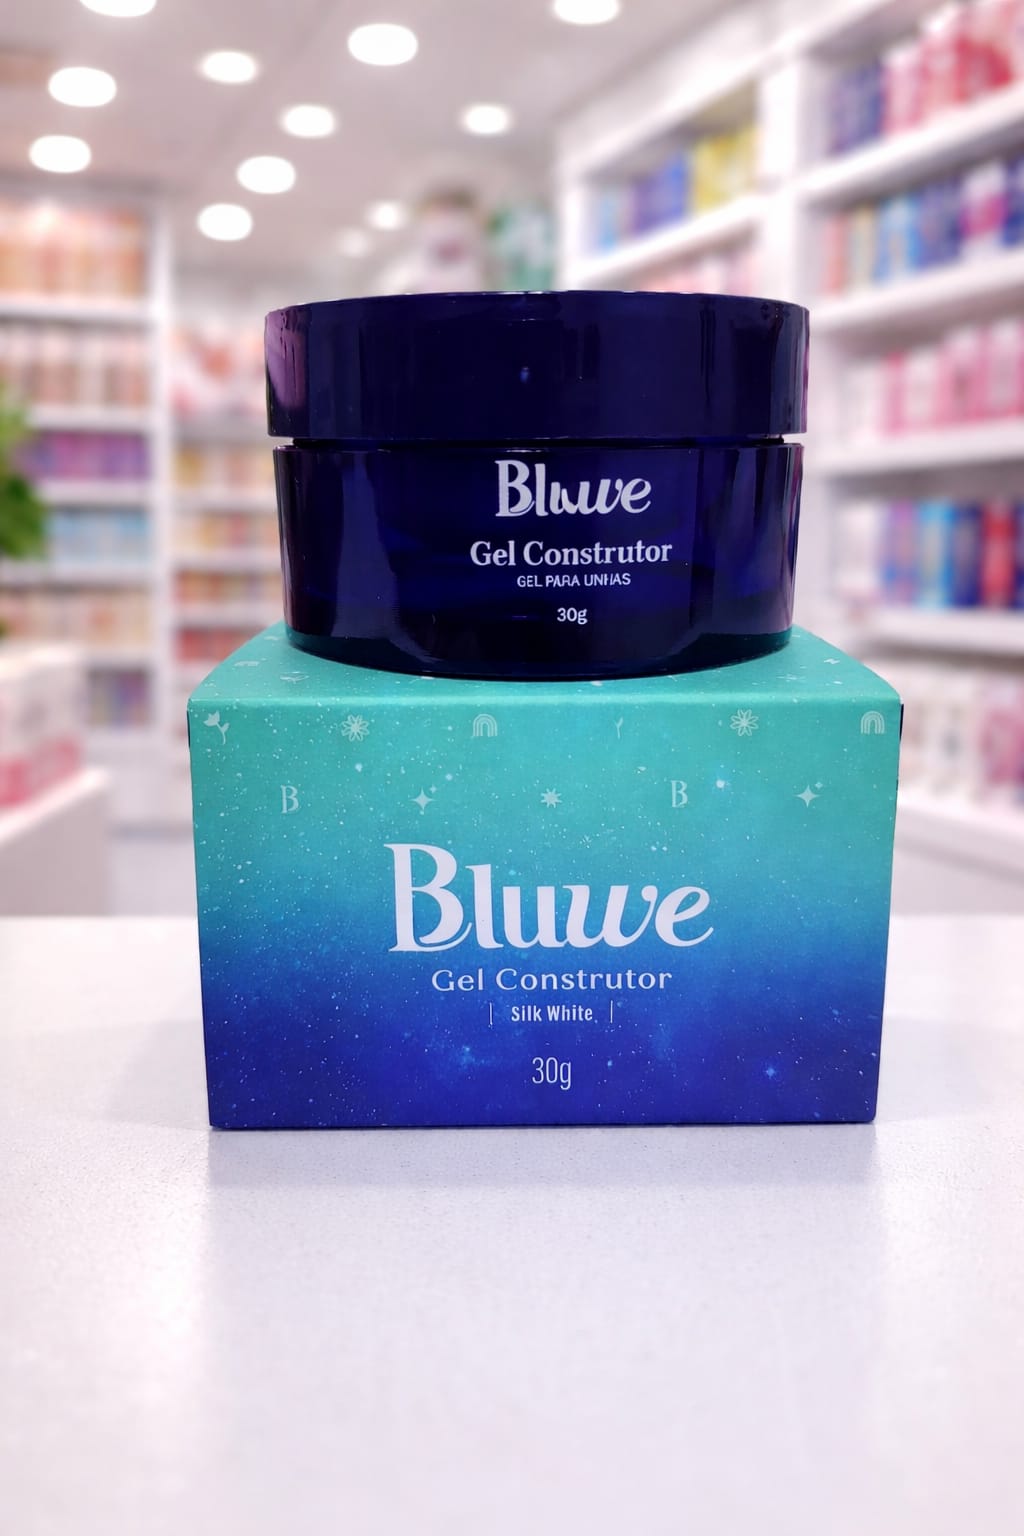 Bluwe
Gel Construtor
GEL PARA UNHAS
30g
B
B
Bluwe
Gel Construtor
| Silk White |
30g